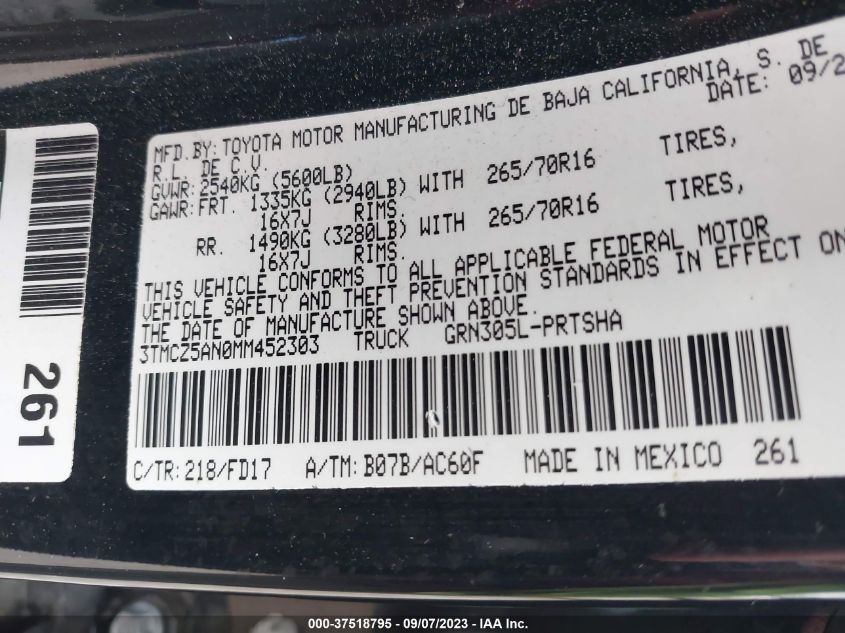 MFD.BY: TOYOTA MOTOR MANUFACTURING DE BAJA CALIFORNIA, S. DE
R.L. DE C.V. DATE: 09/2
GVWR: 2540KG (5600LB)
GAWR: FRT. 1335KG (2940LB) WITH 265/70R16 TIRES,
16X7J RIMS.
RR. 1490KG (3280LB) WITH 265/70R16 TIRES,
16X7J RIMS.
THIS VEHICLE CONFORMS TO ALL APPLICABLE FEDERAL MOTOR
VEHICLE SAFETY AND THEFT PREVENTION STANDARDS IN EFFECT ON
THE DATE OF MANUFACTURE SHOWN ABOVE.
3TMCZ5AN0MM452303 TRUCK GRN305L-PRTSHA
C/TR: 218/FD17 A/TM: B07B/AC60F MADE IN MEXICO 261
261
000-37518795 - 09/07/2023 - IAA Inc.